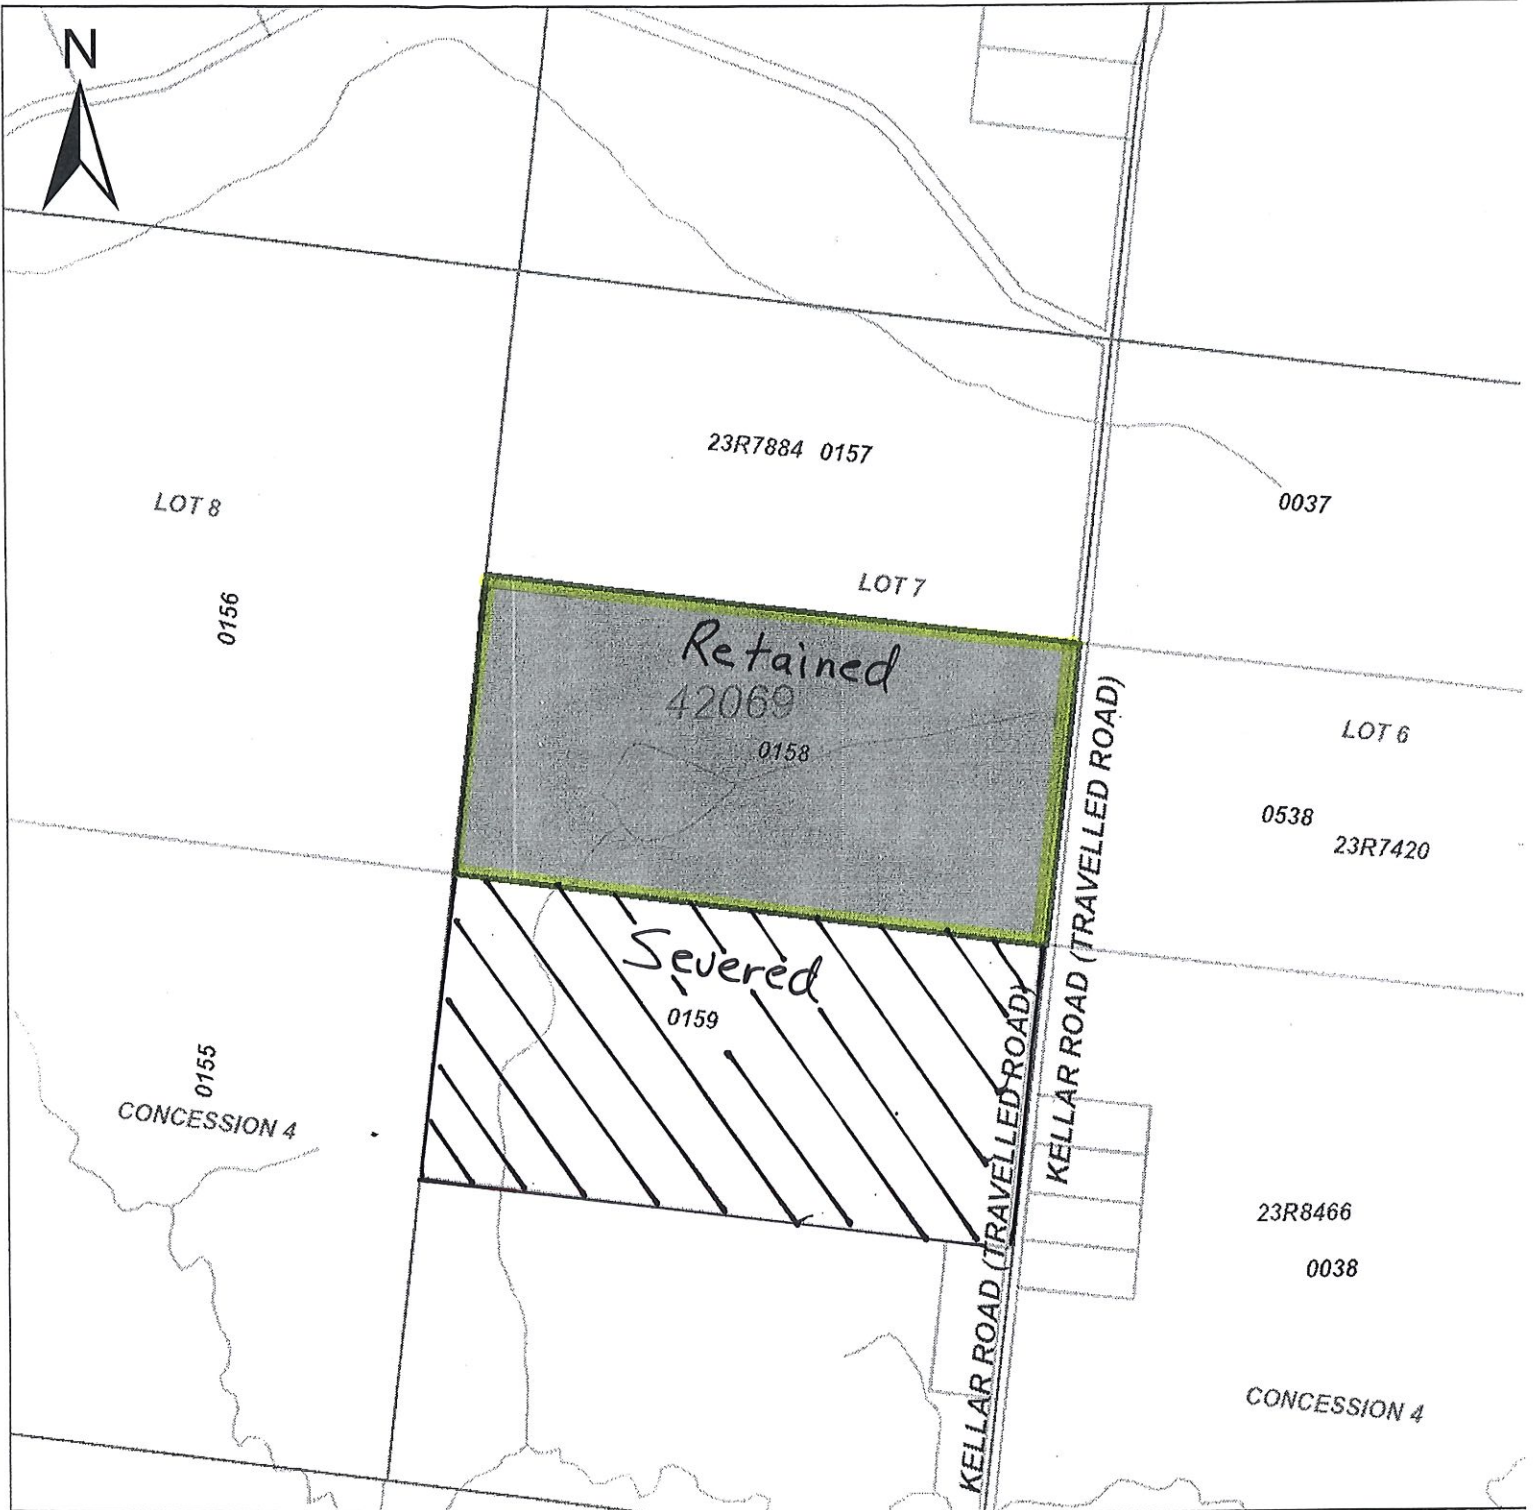 N
23R7884 0157
LOT 8
0037
LOT 7
0156
Retained
42069
0158
LOT 6
0538
23R7420
KELLAR ROAD (TRAVELLED ROAD)
Severed
0159
0155
CONCESSION 4
KELLAR ROAD (TRAVELLED ROAD)
23R8466
0038
CONCESSION 4